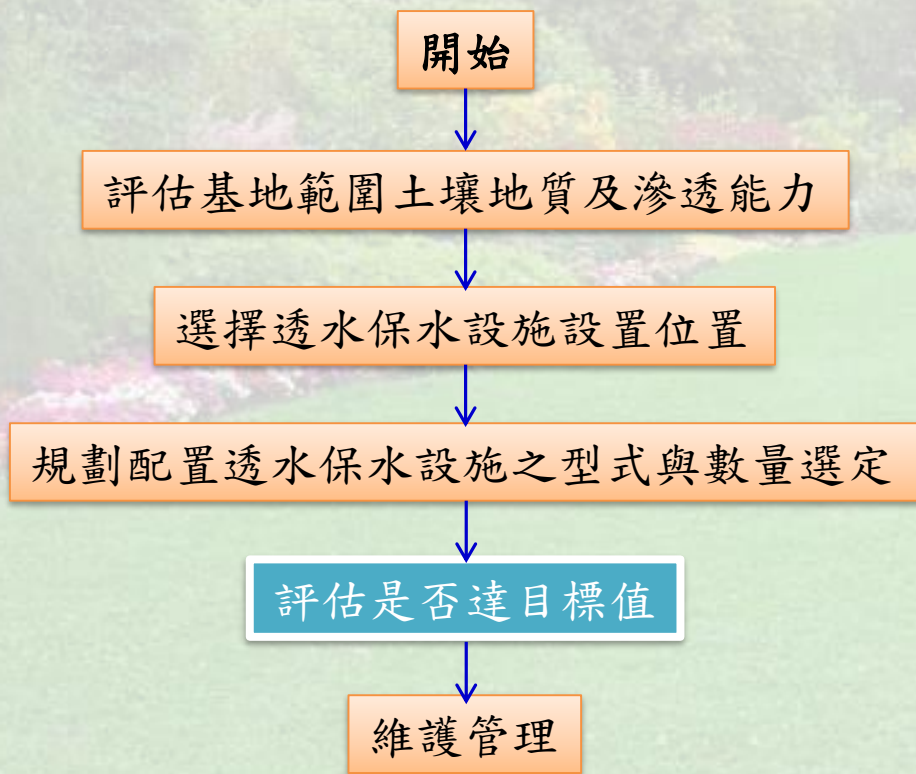 開始
評估基地範圍土壤地質及滲透能力
選擇透水保水設施設置位置
規劃配置透水保水設施之型式與數量選定
評估是否達目標值
維護管理